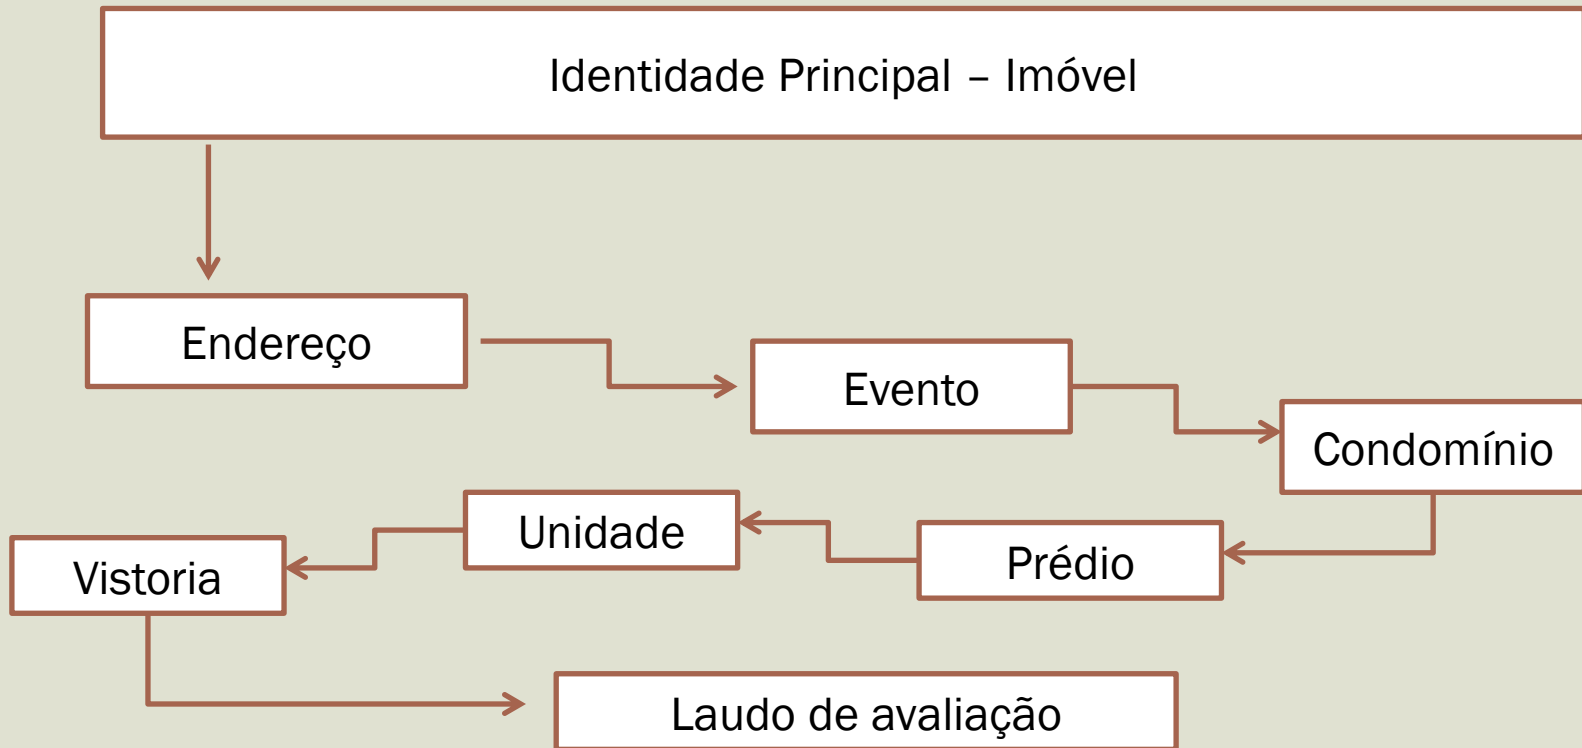 Identidade Principal – Imóvel
Endereço
Evento
Condomínio
Prédio
Unidade
Vistoria
Laudo de avaliação